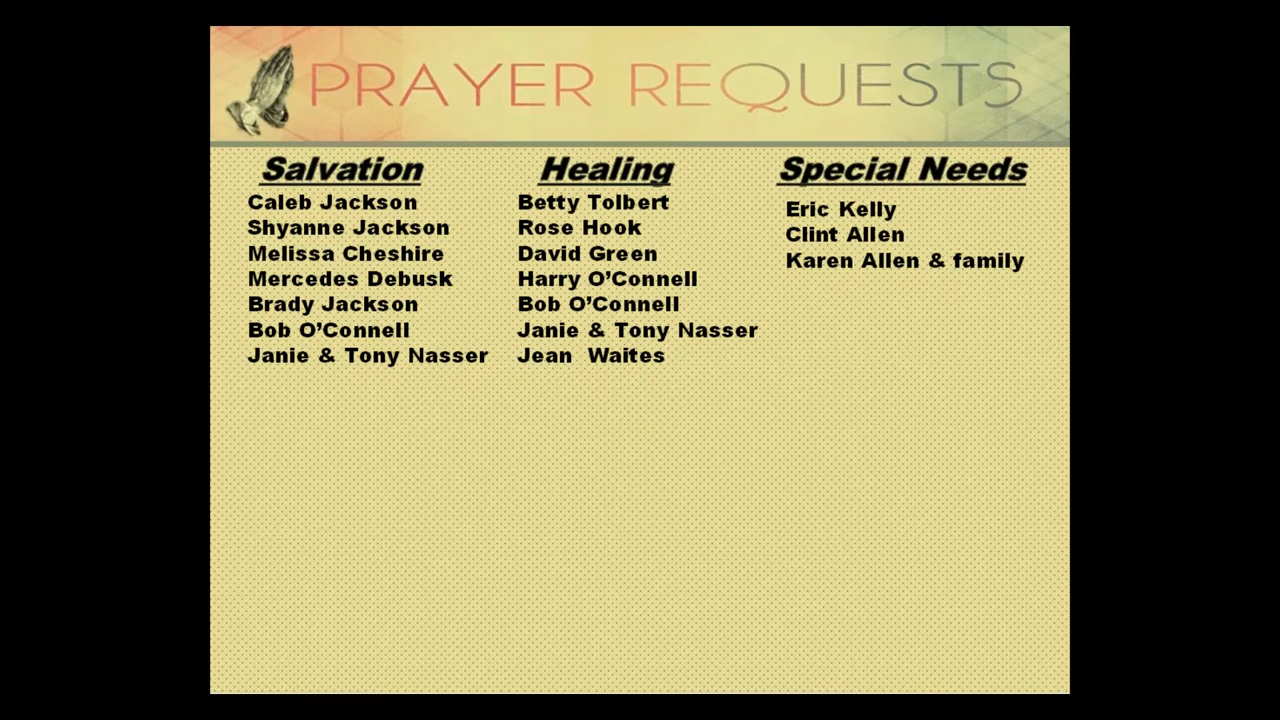 PRAYER REQUESTS
Salvation
Caleb Jackson
Shyanne Jackson
Melissa Cheshire
Mercedes Debusk
Brady Jackson
Bob O’Connell
Janie & Tony Nasser
Healing
Betty Tolbert
Rose Hook
David Green
Harry O’Connell
Bob O’Connell
Janie & Tony Nasser
Jean  Waites
Special Needs
Eric Kelly
Clint Allen
Karen Allen & family